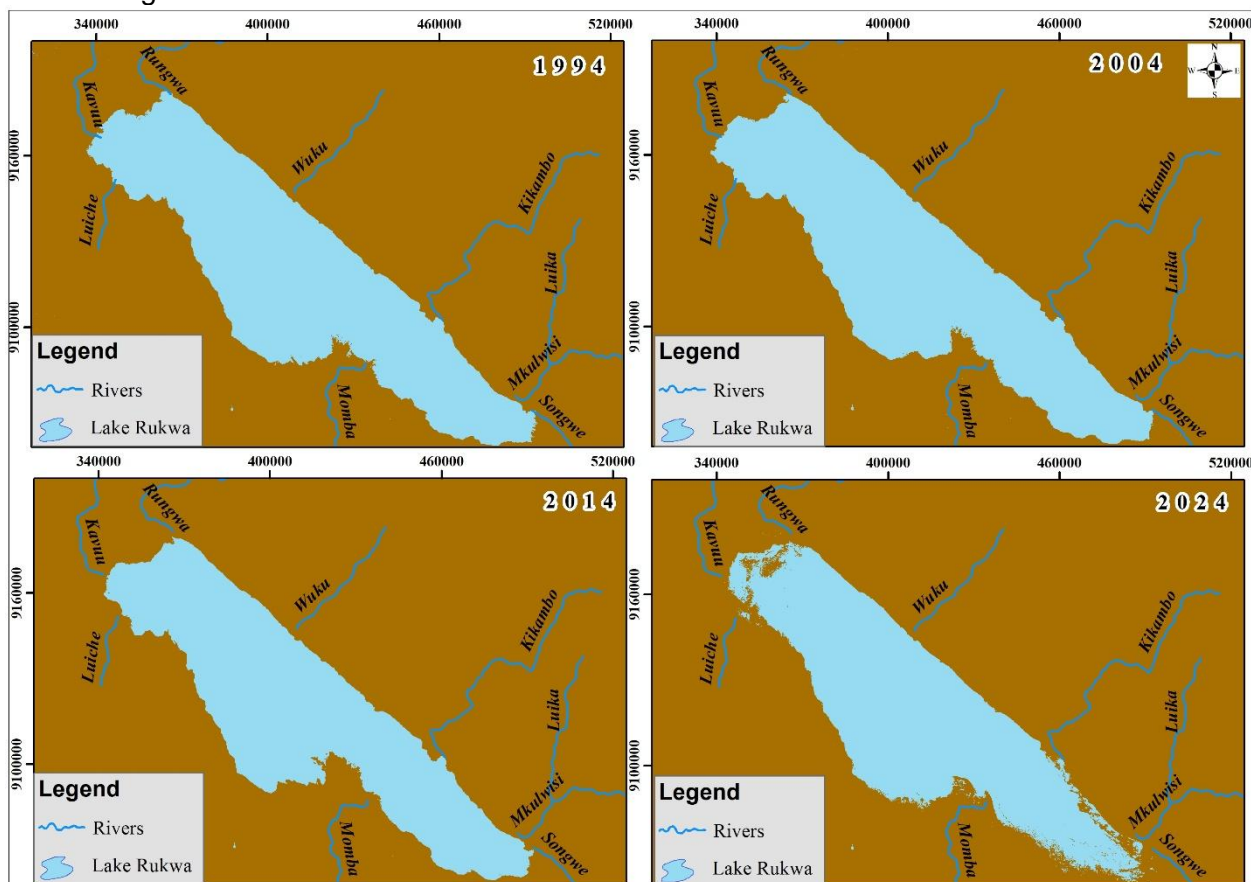 340000 400000 460000 520000
340000 400000 460000 520000
1994
Rungwa
Kavuu
9160000
Wuku
Kikambo
Luiche
Luika
9100000
Legend
Rivers
Lake Rukwa
Momba
Mkulwisi
Songwe
2004
N
W E
S
Rungwa
Kavuu
9160000
Wuku
Kikambo
Luiche
Luika
9100000
Legend
Rivers
Lake Rukwa
Momba
Mkulwisi
Songwe
340000 400000 460000 520000
340000 400000 460000 520000
2014
Rungwa
Kavuu
9160000
Wuku
Kikambo
Luiche
Luika
9100000
Legend
Rivers
Lake Rukwa
Momba
Mkulwisi
Songwe
2024
Rungwa
Kavuu
9160000
Wuku
Kikambo
Luiche
Luika
9100000
Legend
Rivers
Lake Rukwa
Momba
Mkulwisi
Songwe